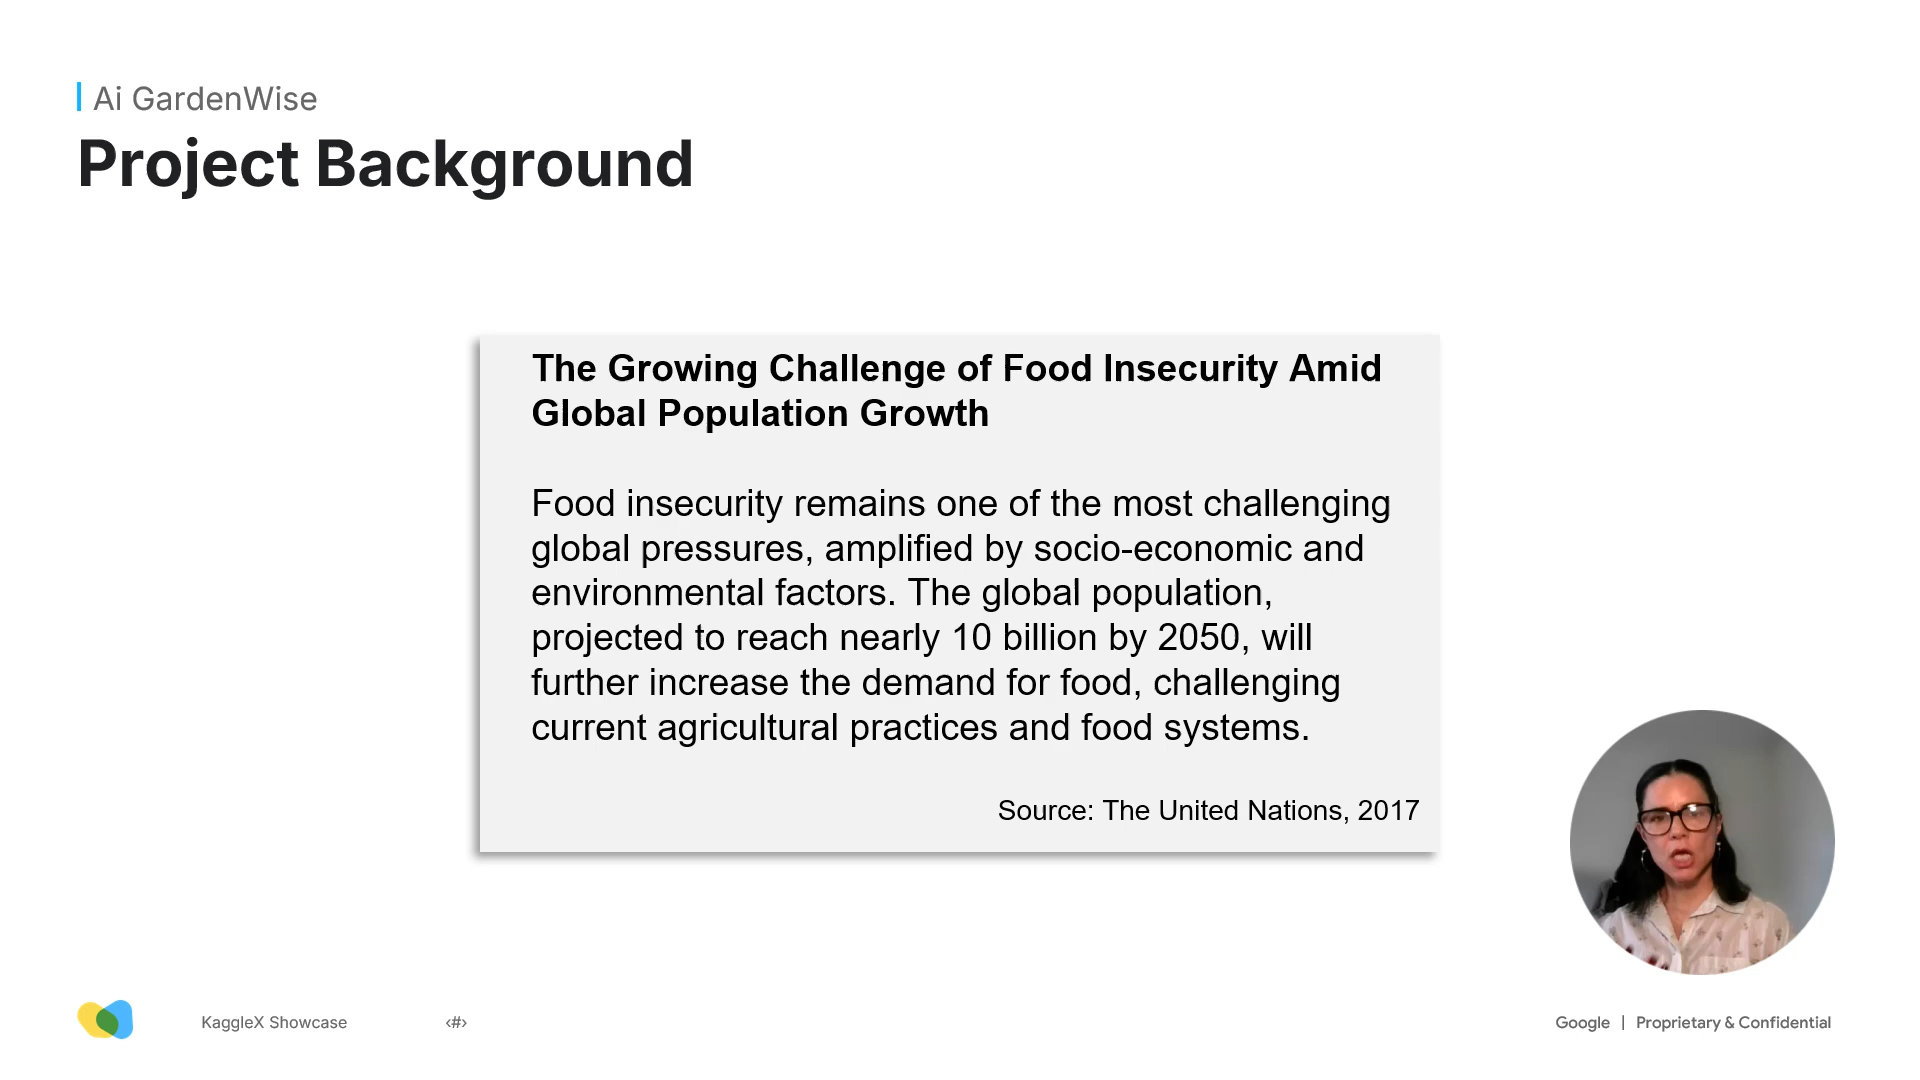 Ai GardenWise
Project Background
The Growing Challenge of Food Insecurity Amid
Global Population Growth
Food insecurity remains one of the most challenging
global pressures, amplified by socio-economic and
environmental factors. The global population,
projected to reach nearly 10 billion by 2050, will
further increase the demand for food, challenging
current agricultural practices and food systems.
Source: The United Nations, 2017
KaggleX Showcase
‹#›
Google | Proprietary & Confidential